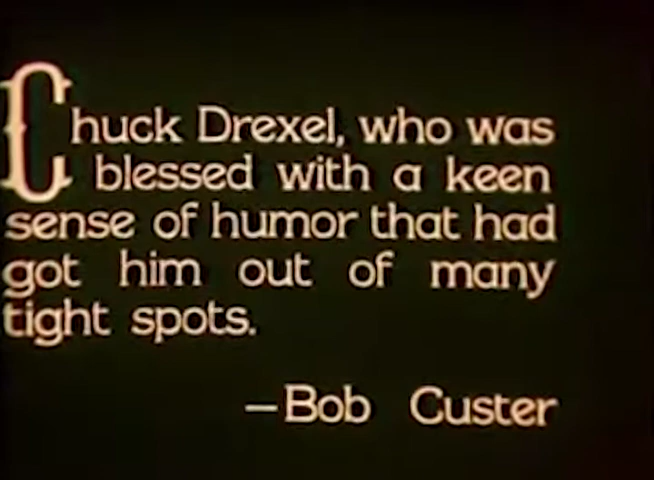 Chuck Drexel, who was
blessed with a keen
sense of humor that had
got him out of many
tight spots.
—Bob Custer